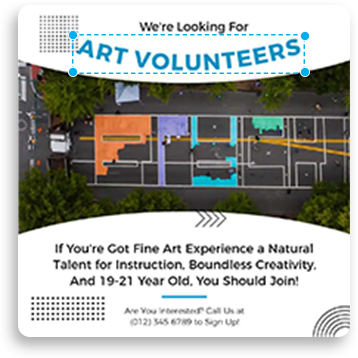 We're Looking For
ART VOLUNTEERS
If You're Got Fine Art Experience a Natural
Talent for Instruction, Boundless Creativity,
And 19-21 Year Old, You Should Join!
Are You Interested? Call Us at
(012) 345 6789 to Sign Up!